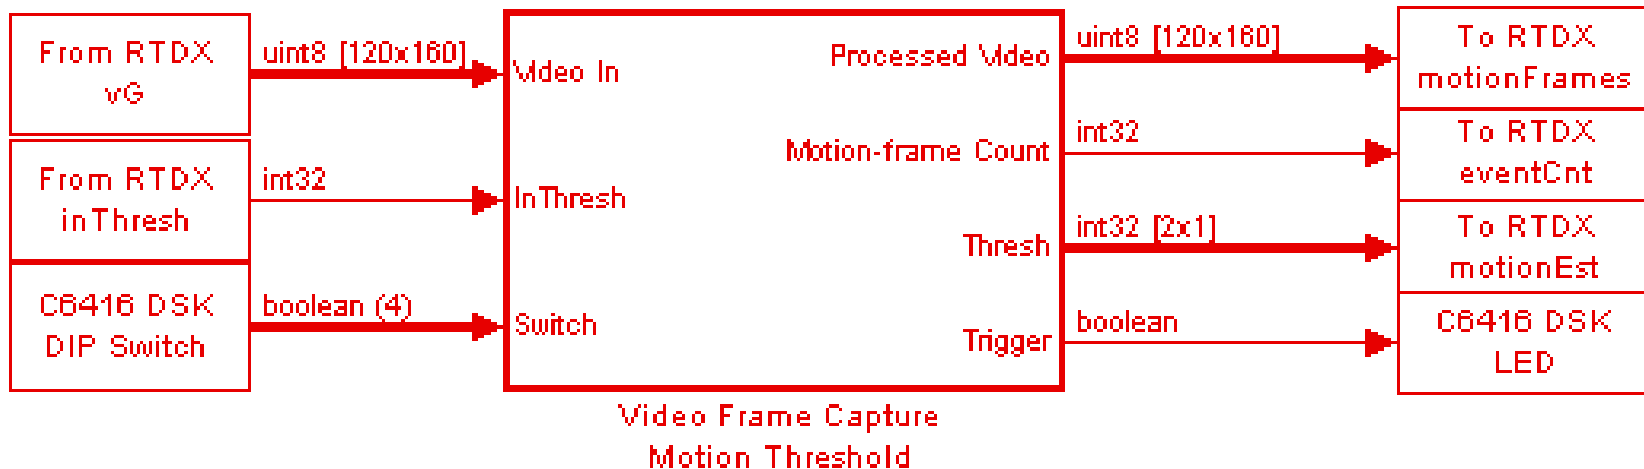 From RTDX
vG
uint8 [120x160]
Video In
From RTDX
inThresh
int32
InThresh
C6416 DSK
DIP Switch
boolean (4)
Switch
Processed Video
uint8 [120x160]
To RTDX
motionFrames
Motion-frame Count
int32
To RTDX
eventCnt
Thresh
int32 [2x1]
To RTDX
motionEst
Trigger
boolean
C6416 DSK
LED
Video Frame Capture
Motion Threshold